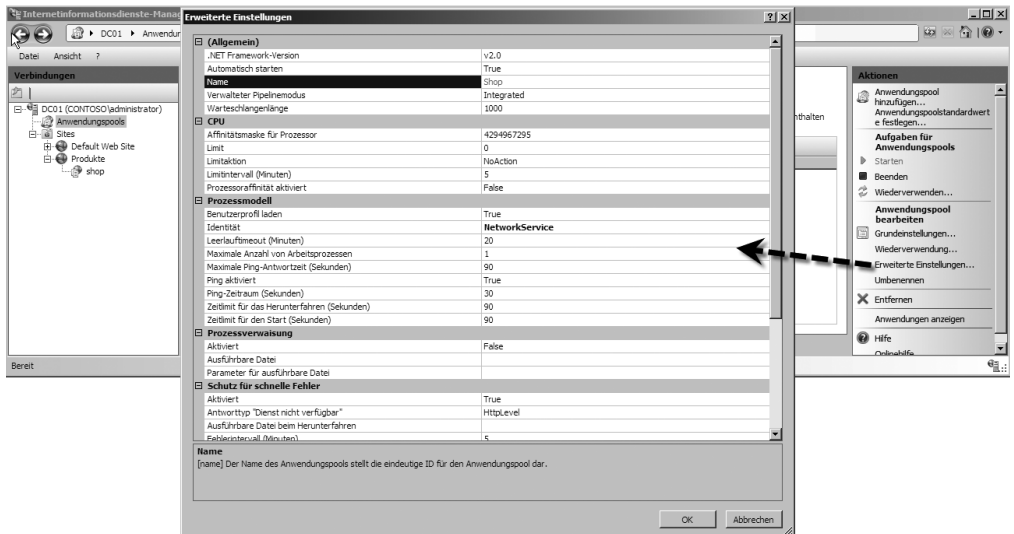 Internetinformationsdienste-Manag
DC01 Anwendur
Datei Ansicht ?
Verbindungen
DC01 (CONTOSO\administrator)
Anwendungspools
Sites
Default Web Site
Produkte
shop
Bereit
Erweiterte Einstellungen
(Allgemein)
.NET Framework-Version v2.0
Automatisch starten True
Name Shop
Verwalteter Pipelinemodus Integrated
Warteschlangenlänge 1000
CPU
Affinitätsmaske für Prozessor 4294967295
Limit 0
Limitaktion NoAction
Limitintervall (Minuten) 5
Prozessoraffinität aktiviert False
Prozessmodell
Benutzerprofil laden True
Identität NetworkService
Leerlauftimeout (Minuten) 20
Maximale Anzahl von Arbeitsprozessen 1
Maximale Ping-Antwortzeit (Sekunden) 90
Ping aktiviert True
Ping-Zeitraum (Sekunden) 30
Zeitlimit für das Herunterfahren (Sekunden) 90
Zeitlimit für den Start (Sekunden) 90
Prozessverwaisung
Aktiviert False
Ausführbare Datei
Parameter für ausführbare Datei
Schutz für schnelle Fehler
Aktiviert True
Antworttyp "Dienst nicht verfügbar" HttpLevel
Ausführbare Datei beim Herunterfahren
Fehlerintervall (Minuten) 5
Name
[name] Der Name des Anwendungspools stellt die eindeutige ID für den Anwendungspool dar.
OK Abbrechen
nthalten
Aktionen
Anwendungspool
hinzufügen...
Anwendungspoolstandardwert
e festlegen...
Aufgaben für
Anwendungspools
Starten
Beenden
Wiederverwenden...
Anwendungspool
bearbeiten
Grundeinstellungen...
Wiederverwendung...
Erweiterte Einstellungen...
Umbenennen
Entfernen
Anwendungen anzeigen
Hilfe
Onlinehilfe